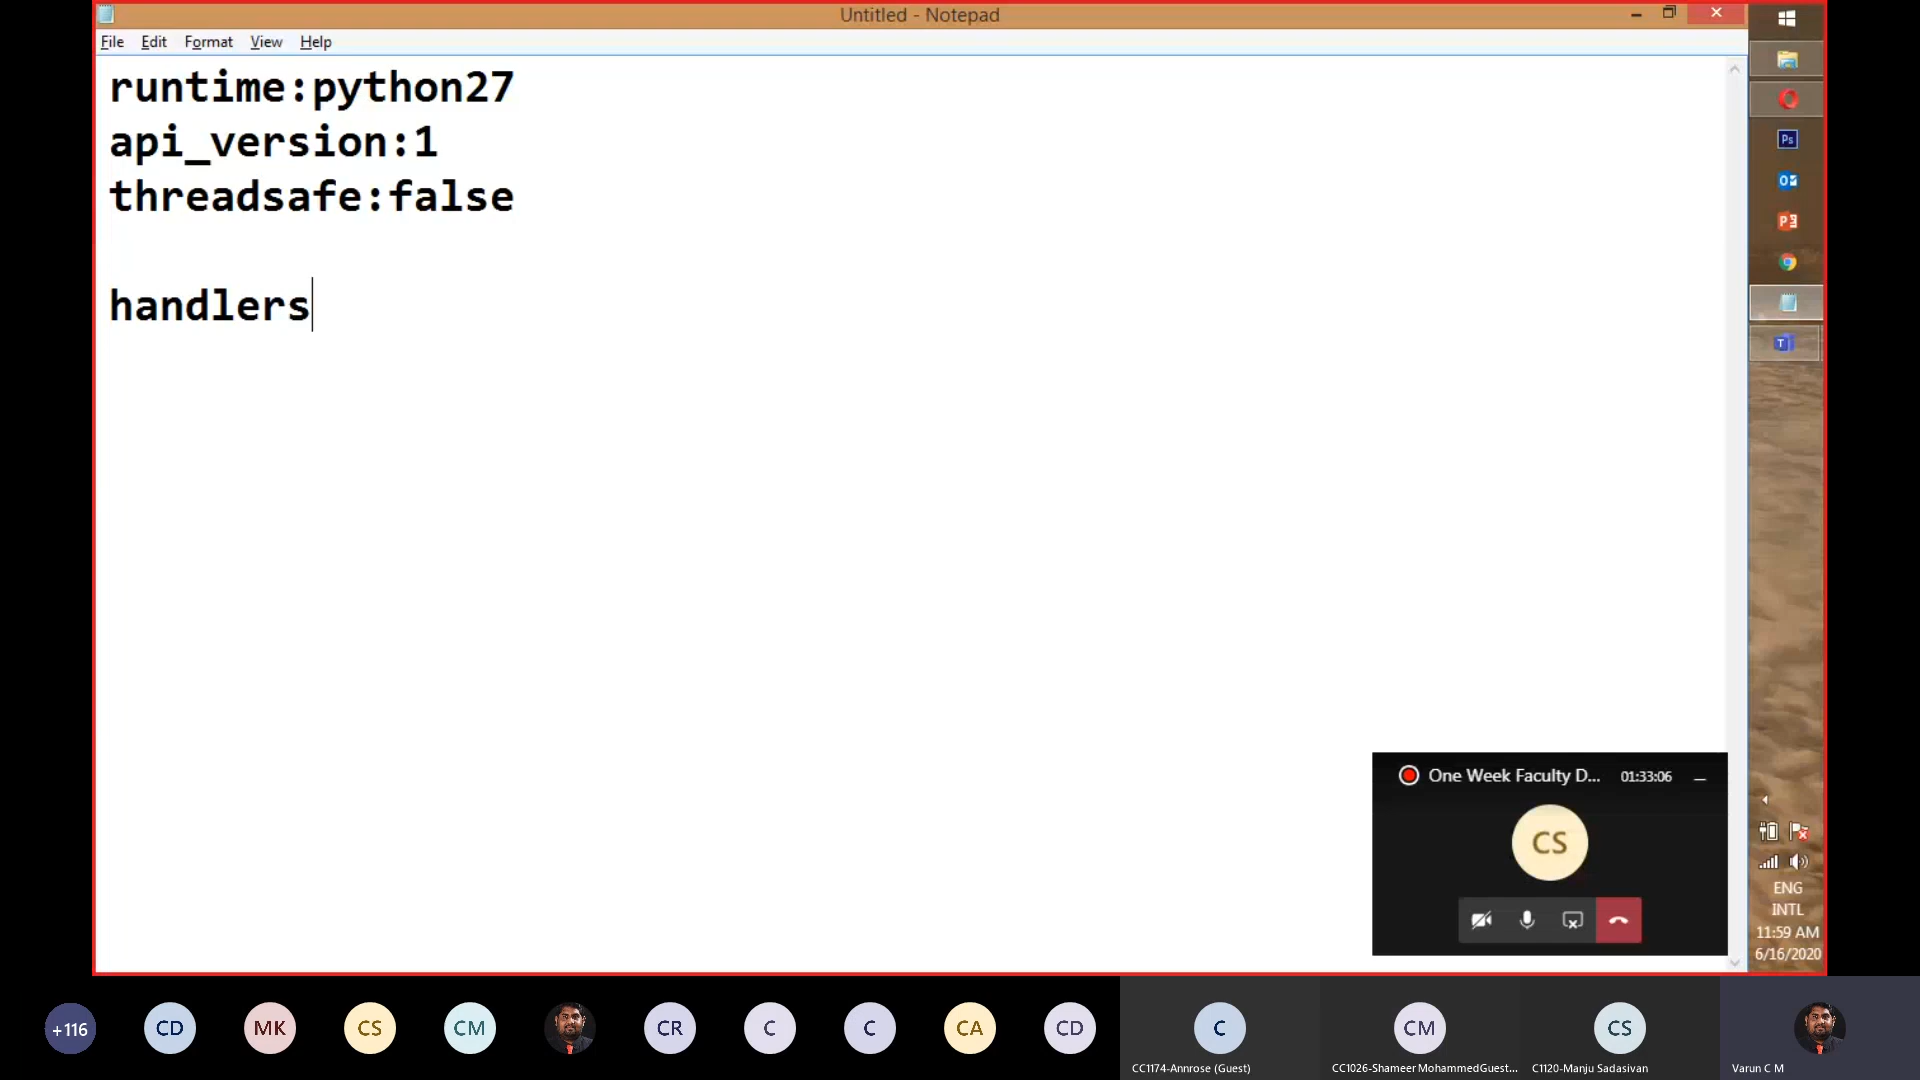 Untitled - Notepad
File Edit Format View Help
runtime:python27
api_version:1
threadsafe:false
handlers
Ps
P3
T
One Week Faculty D... 01:33:06
CS
ENG
INTL
11:59 AM
6/16/2020
+116 CD MK CS CM CR C C CA CD C CM CS
CC1174-Annrose (Guest) CC1026-Shameer MohammedGuest... C1120-Manju Sadasivan Varun C M